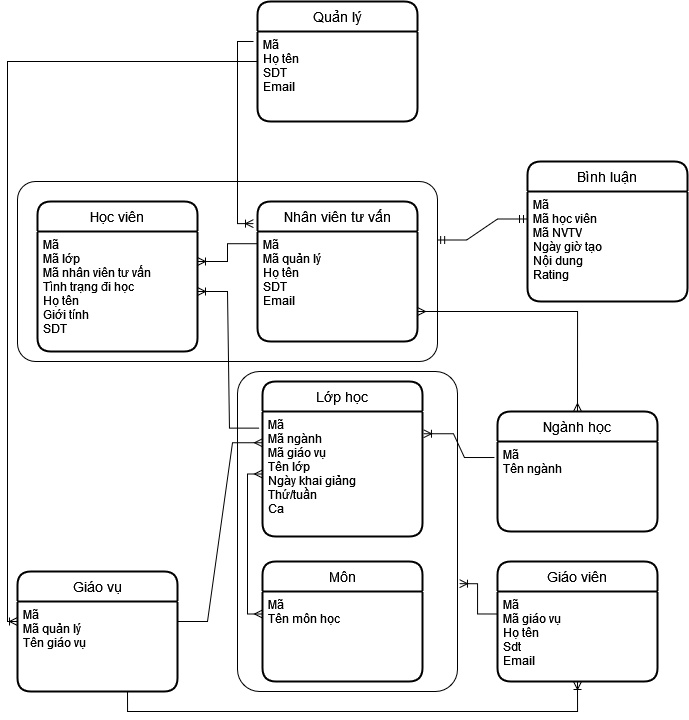 Quản lý
Mã
Họ tên
SDT
Email
Bình luận
Mã
Mã học viên
Mã NVTV
Ngày giờ tạo
Nội dung
Rating
Học viên
Mã
Mã lớp
Mã nhân viên tư vấn
Tình trạng đi học
Họ tên
Giới tính
SDT
Nhân viên tư vấn
Mã
Mã quản lý
Họ tên
SDT
Email
Lớp học
Mã
Mã ngành
Mã giáo vụ
Tên lớp
Ngày khai giảng
Thứ/tuần
Ca
Ngành học
Mã
Tên ngành
Giáo vụ
Mã
Mã quản lý
Tên giáo vụ
Môn
Mã
Tên môn học
Giáo viên
Mã
Mã giáo vụ
Họ tên
Sdt
Email